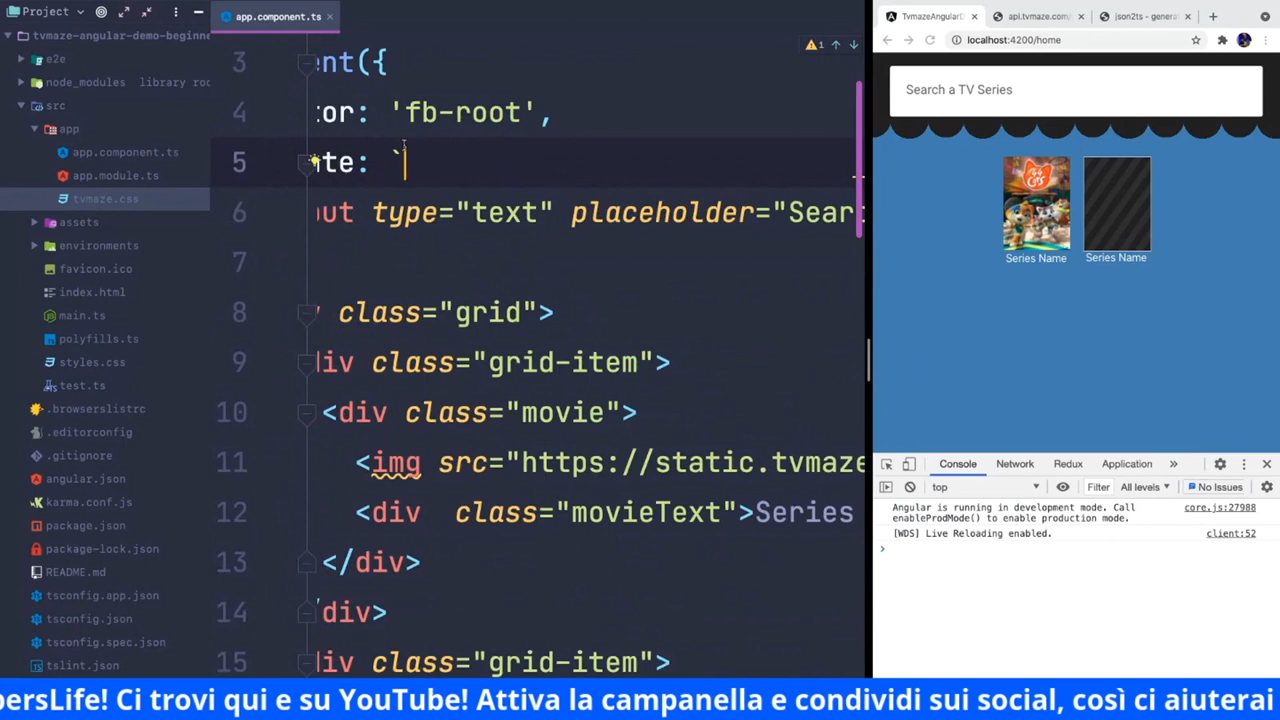 Project
app.component.ts
tvmaze-angular-demo-beginne
e2e
node_modules library roo
src
app
app.component.ts
app.module.ts
tvmaze.css
assets
environments
favicon.ico
index.html
main.ts
polyfills.ts
styles.css
test.ts
.browserslistrc
.editorconfig
.gitignore
angular.json
karma.conf.js
package.json
package-lock.json
README.md
tsconfig.app.json
tsconfig.json
tsconfig.spec.json
tslint.json
1
3 ent({
4 tor: 'fb-root',
5 ate: `
6 put type="text" placeholder="Sear
7
8 class="grid">
9 div class="grid-item">
10 <div class="movie">
11 <img src="https://static.tvmaze
12 <div class="movieText">Series
13 </div>
14 /div>
15 div class="grid-item">
TvmazeAngularD
api.tvmaze.com/
json2ts - genera
localhost:4200/home
Search a TV Series
44 CATS
Series Name
Series Name
Console Network Redux Application »
top Filter All levels No Issues
Angular is running in development mode. Call core.js:27988
enableProdMode() to enable production mode.
[WDS] Live Reloading enabled. client:52
persLife! Ci trovi qui e su YouTube! Attiva la campanella e condividi sui social, così ci aiuterai